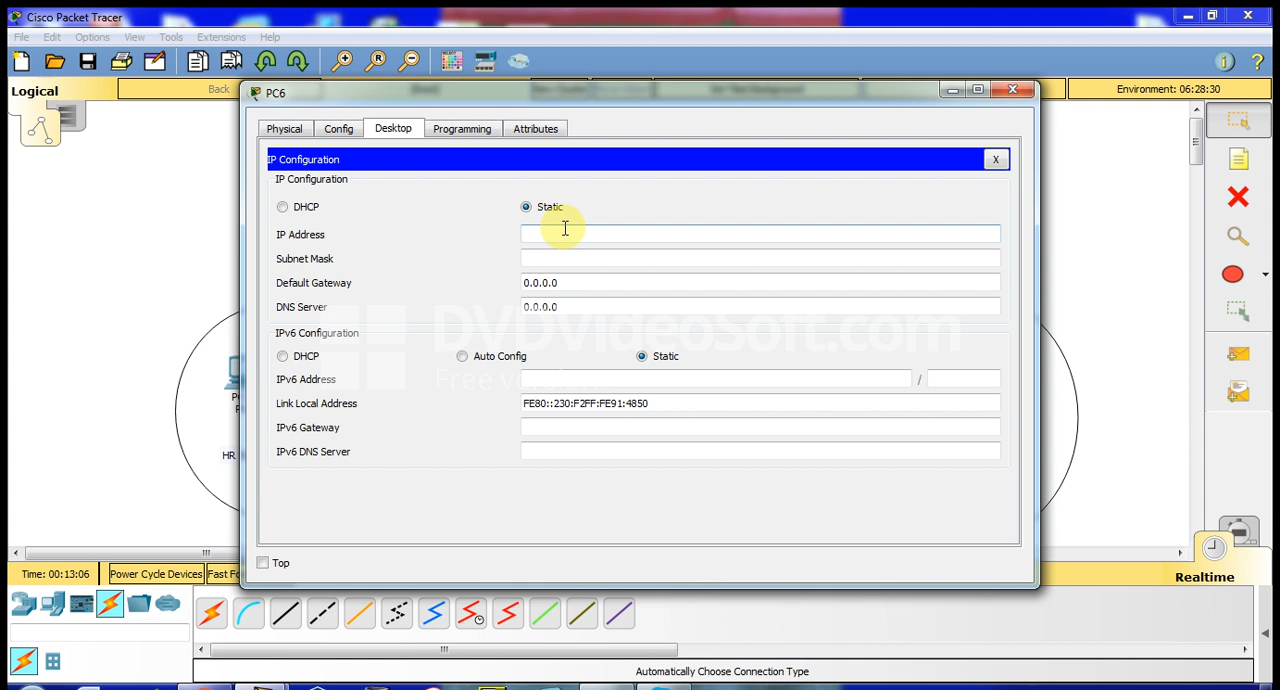 Cisco Packet Tracer
File Edit Options View Tools Extensions Help
Logical
Back
Environment: 06:28:30
PC6
Physical Config Desktop Programming Attributes
IP Configuration
X
IP Configuration
DHCP Static
IP Address
Subnet Mask
Default Gateway 0.0.0.0
DNS Server 0.0.0.0
DVDVideoSoft.com
IPv6 Configuration
DHCP Auto Config Static
IPv6 Address /
Free version
Link Local Address FE80::230:F2FF:FE91:4850
IPv6 Gateway
IPv6 DNS Server
HR
Top
Time: 00:13:06 Power Cycle Devices Fast Fo
Realtime
Automatically Choose Connection Type